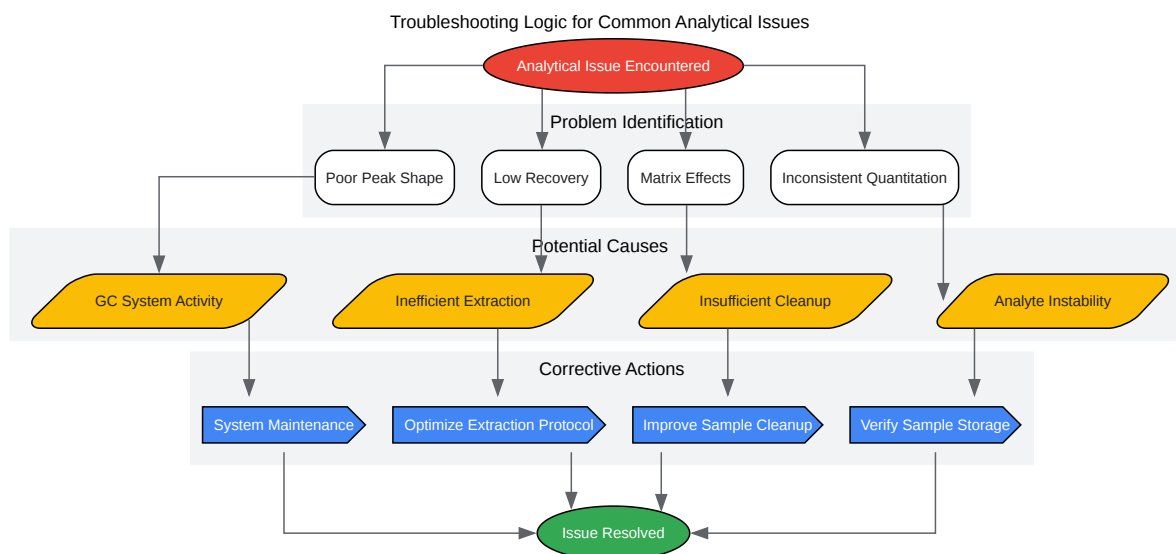 Troubleshooting Logic for Common Analytical Issues
Analytical Issue Encountered
Problem Identification
Poor Peak Shape
Low Recovery
Matrix Effects
Inconsistent Quantitation
Potential Causes
GC System Activity
Inefficient Extraction
Insufficient Cleanup
Analyte Instability
Corrective Actions
System Maintenance
Optimize Extraction Protocol
Improve Sample Cleanup
Verify Sample Storage
Issue Resolved